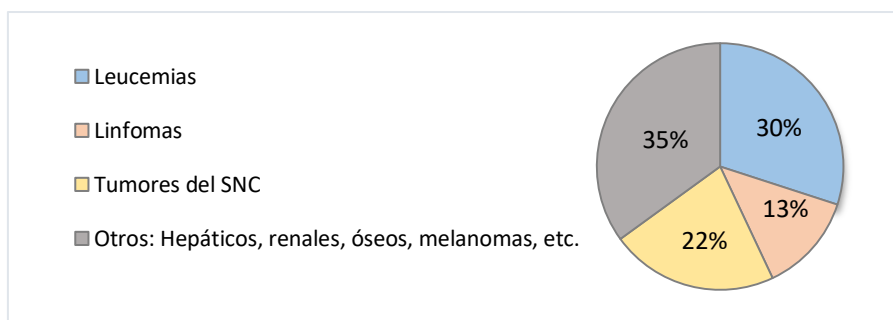 Leucemias
Linfomas
Tumores del SNC
Otros: Hepáticos, renales, óseos, melanomas, etc.
30%
13%
22%
35%